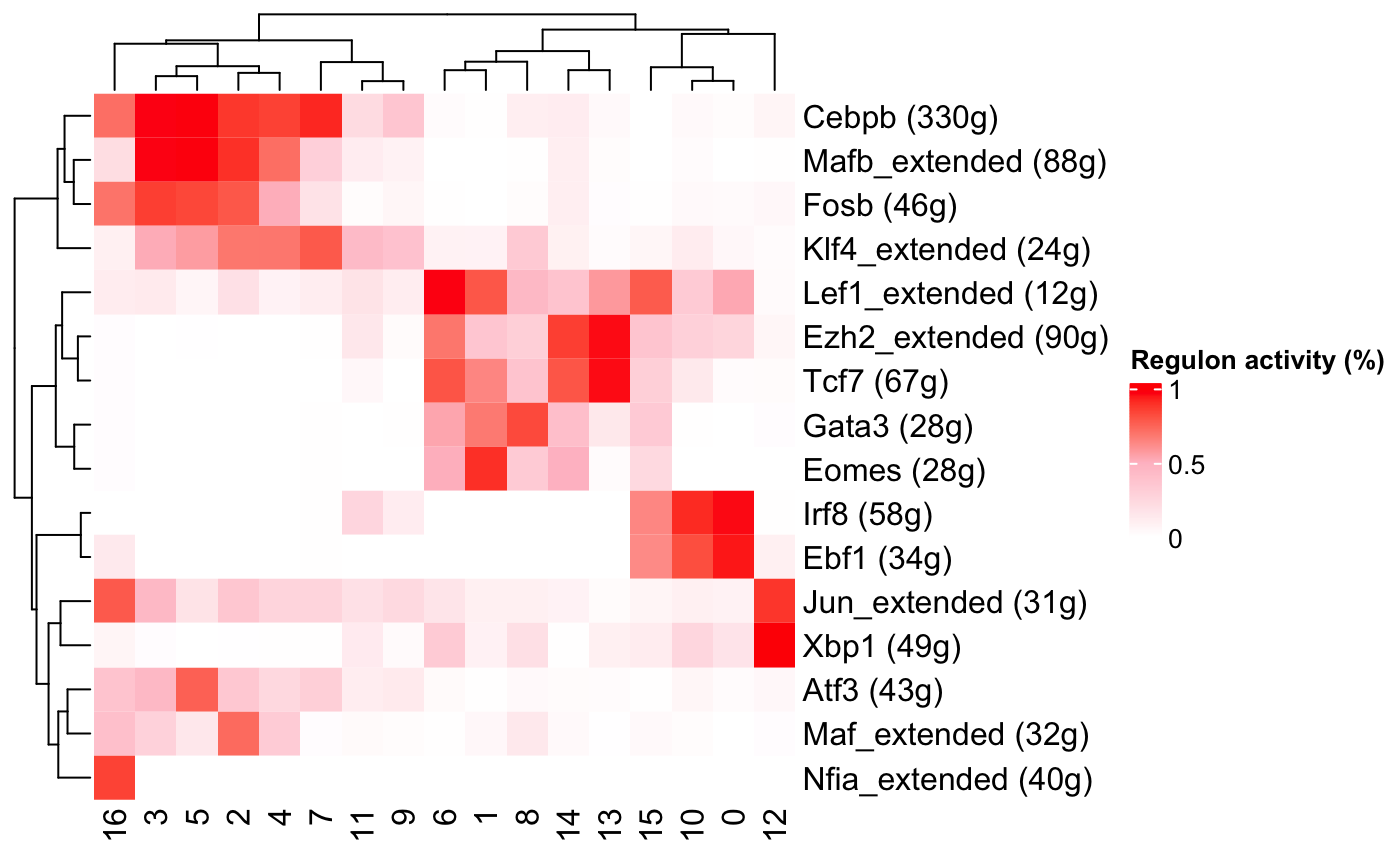 Cebpb (330g)
Mafb_extended (88g)
Fosb (46g)
Klf4_extended (24g)
Lef1_extended (12g)
Ezh2_extended (90g)
Tcf7 (67g)
Gata3 (28g)
Eomes (28g)
Irf8 (58g)
Ebf1 (34g)
Jun_extended (31g)
Xbp1 (49g)
Atf3 (43g)
Maf_extended (32g)
Nfia_extended (40g)
16 3 5 2 4 7 11 9 6 1 8 14 13 15 10 0 12
Regulon activity (%)
1
0.5
0